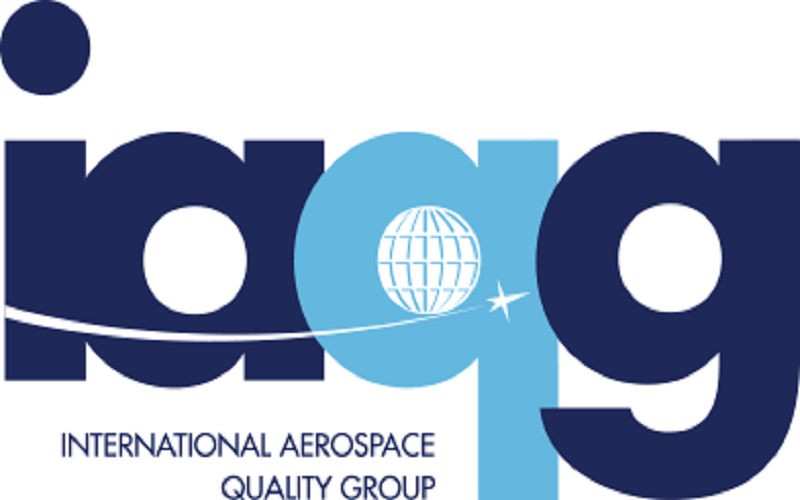 iaqg
INTERNATIONAL AEROSPACE
QUALITY GROUP